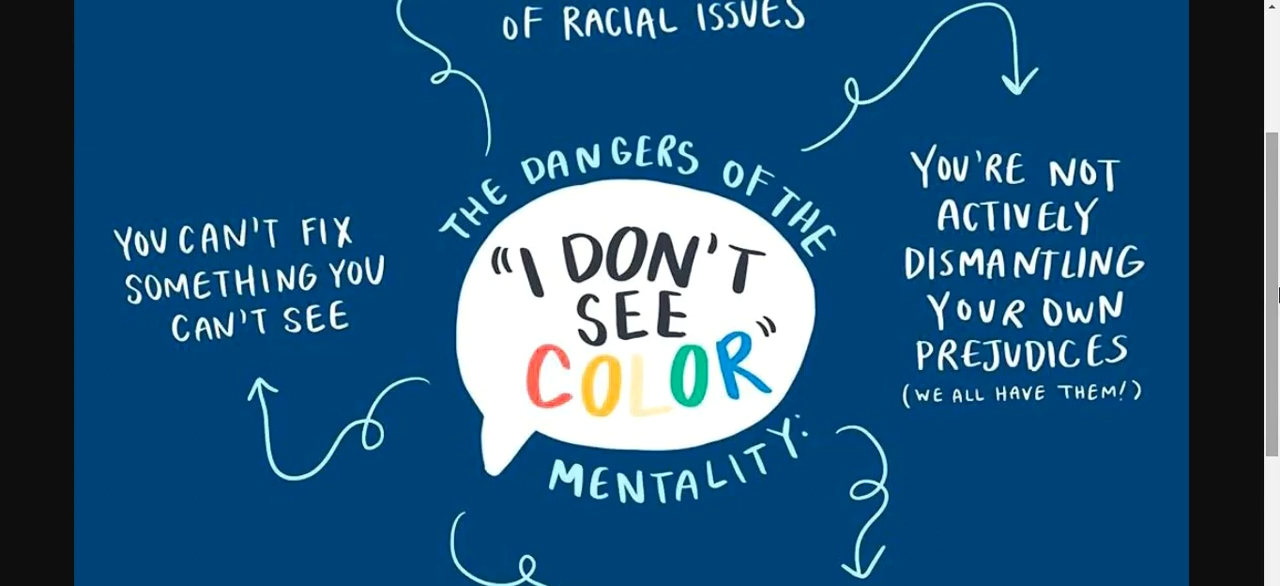 OF RACIAL ISSUES
THE DANGERS OF THE
"I DON'T
SEE
COLOR"
MENTALITY:
YOU CAN'T FIX
SOMETHING YOU
CAN'T SEE
YOU'RE NOT
ACTIVELY
DISMANTLING
YOUR OWN
PREJUDICES
(WE ALL HAVE THEM!)